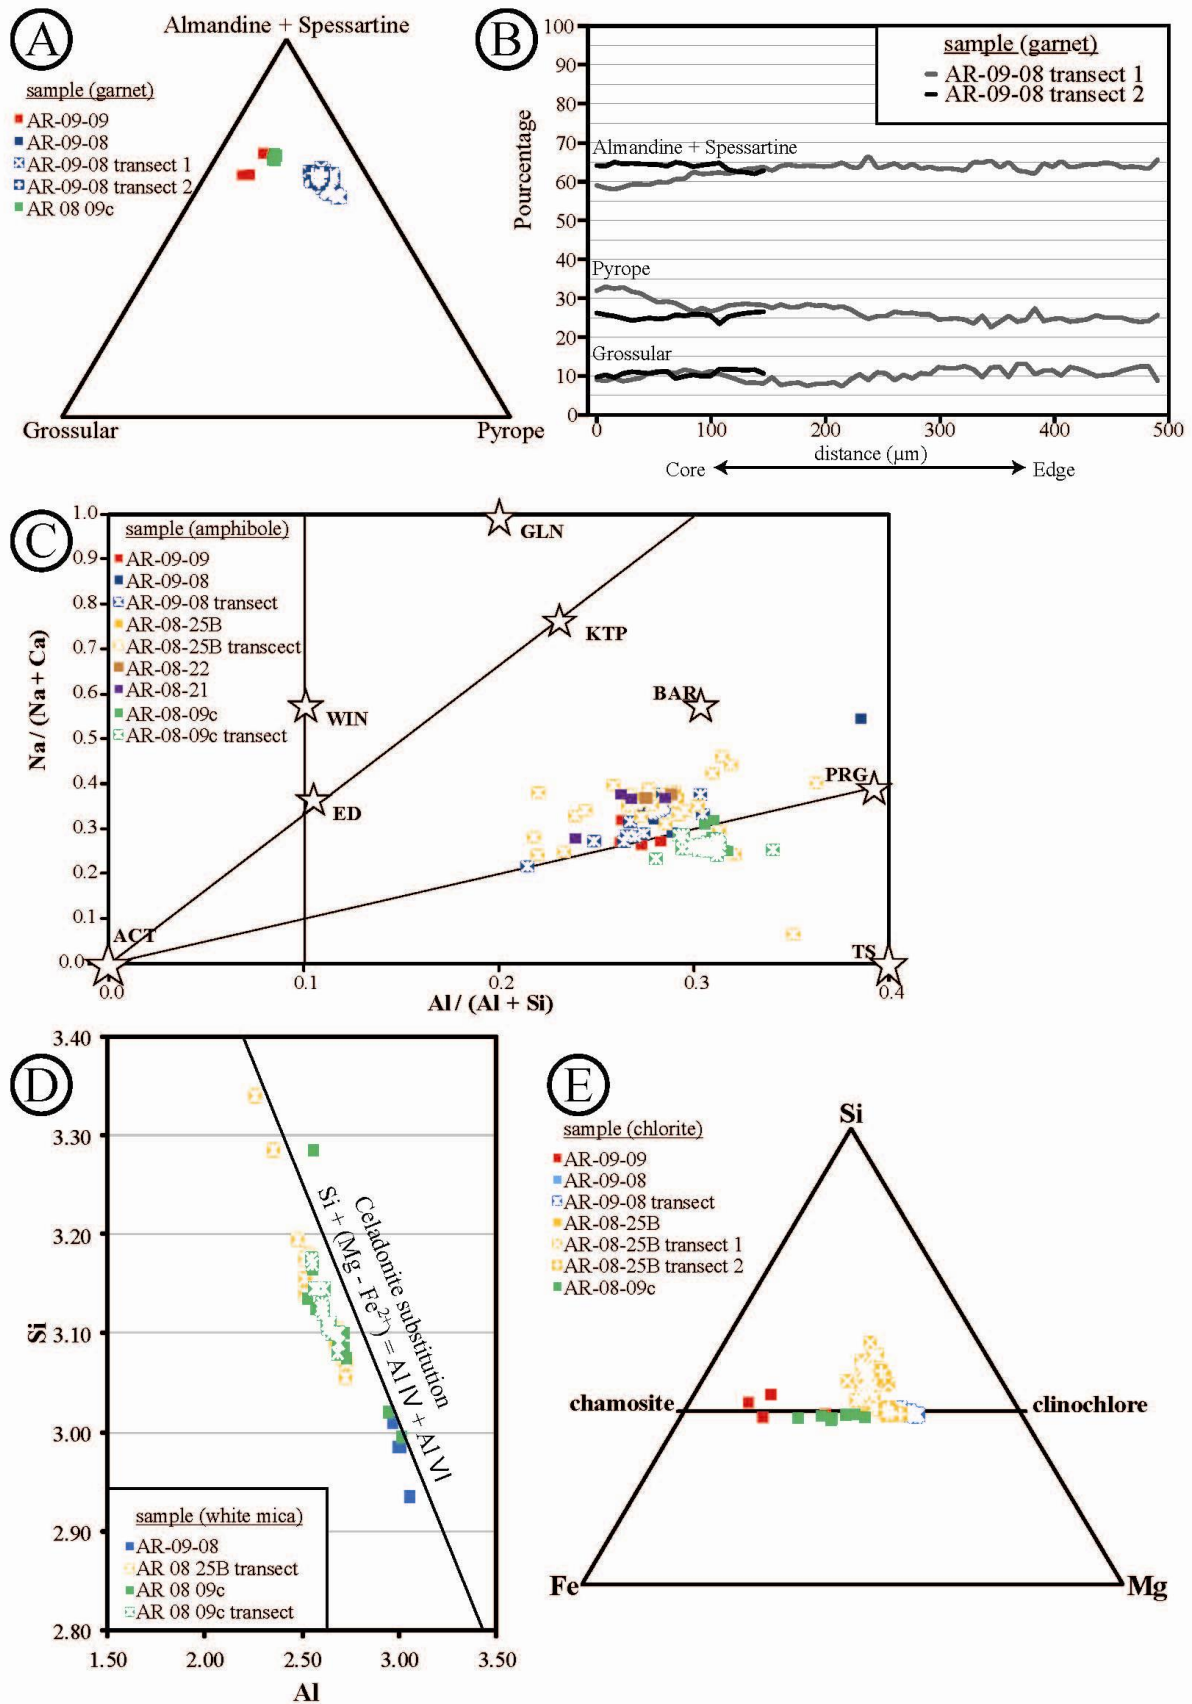 A
Almandine + Spessartine
sample (garnet)
AR-09-09
AR-09-08
AR-09-08 transect 1
AR-09-08 transect 2
AR 08 09c
Grossular
Pyrope
B
sample (garnet)
AR-09-08 transect 1
AR-09-08 transect 2
Pourcentage
100
90
80
70
60
50
40
30
20
10
0
Almandine + Spessartine
Pyrope
Grossular
0 100 200 300 400 500
distance (µm)
Core
Edge
C
sample (amphibole)
AR-09-09
AR-09-08
AR-09-08 transect
AR-08-25B
AR-08-25B transcect
AR-08-22
AR-08-21
AR-08-09c
AR-08-09c transect
Na / (Na + Ca)
1.0
0.9
0.8
0.7
0.6
0.5
0.4
0.3
0.2
0.1
0.0
GLN
KTP
WIN
BAR
ED
PRG
ACT
TS
0.0 0.1 0.2 0.3 0.4
Al / (Al + Si)
D
3.40
3.30
3.20
3.10
3.00
2.90
2.80
Si
Celadonite substitution
Si + (Mg - Fe²⁺) = Al IV + Al VI
sample (white mica)
AR-09-08
AR 08 25B transect
AR 08 09c
AR 08 09c transect
1.50 2.00 2.50 3.00 3.50
Al
E
sample (chlorite)
AR-09-09
AR-09-08
AR-09-08 transect
AR-08-25B
AR-08-25B transect 1
AR-08-25B transect 2
AR-08-09c
Si
chamosite
clinochlore
Fe
Mg